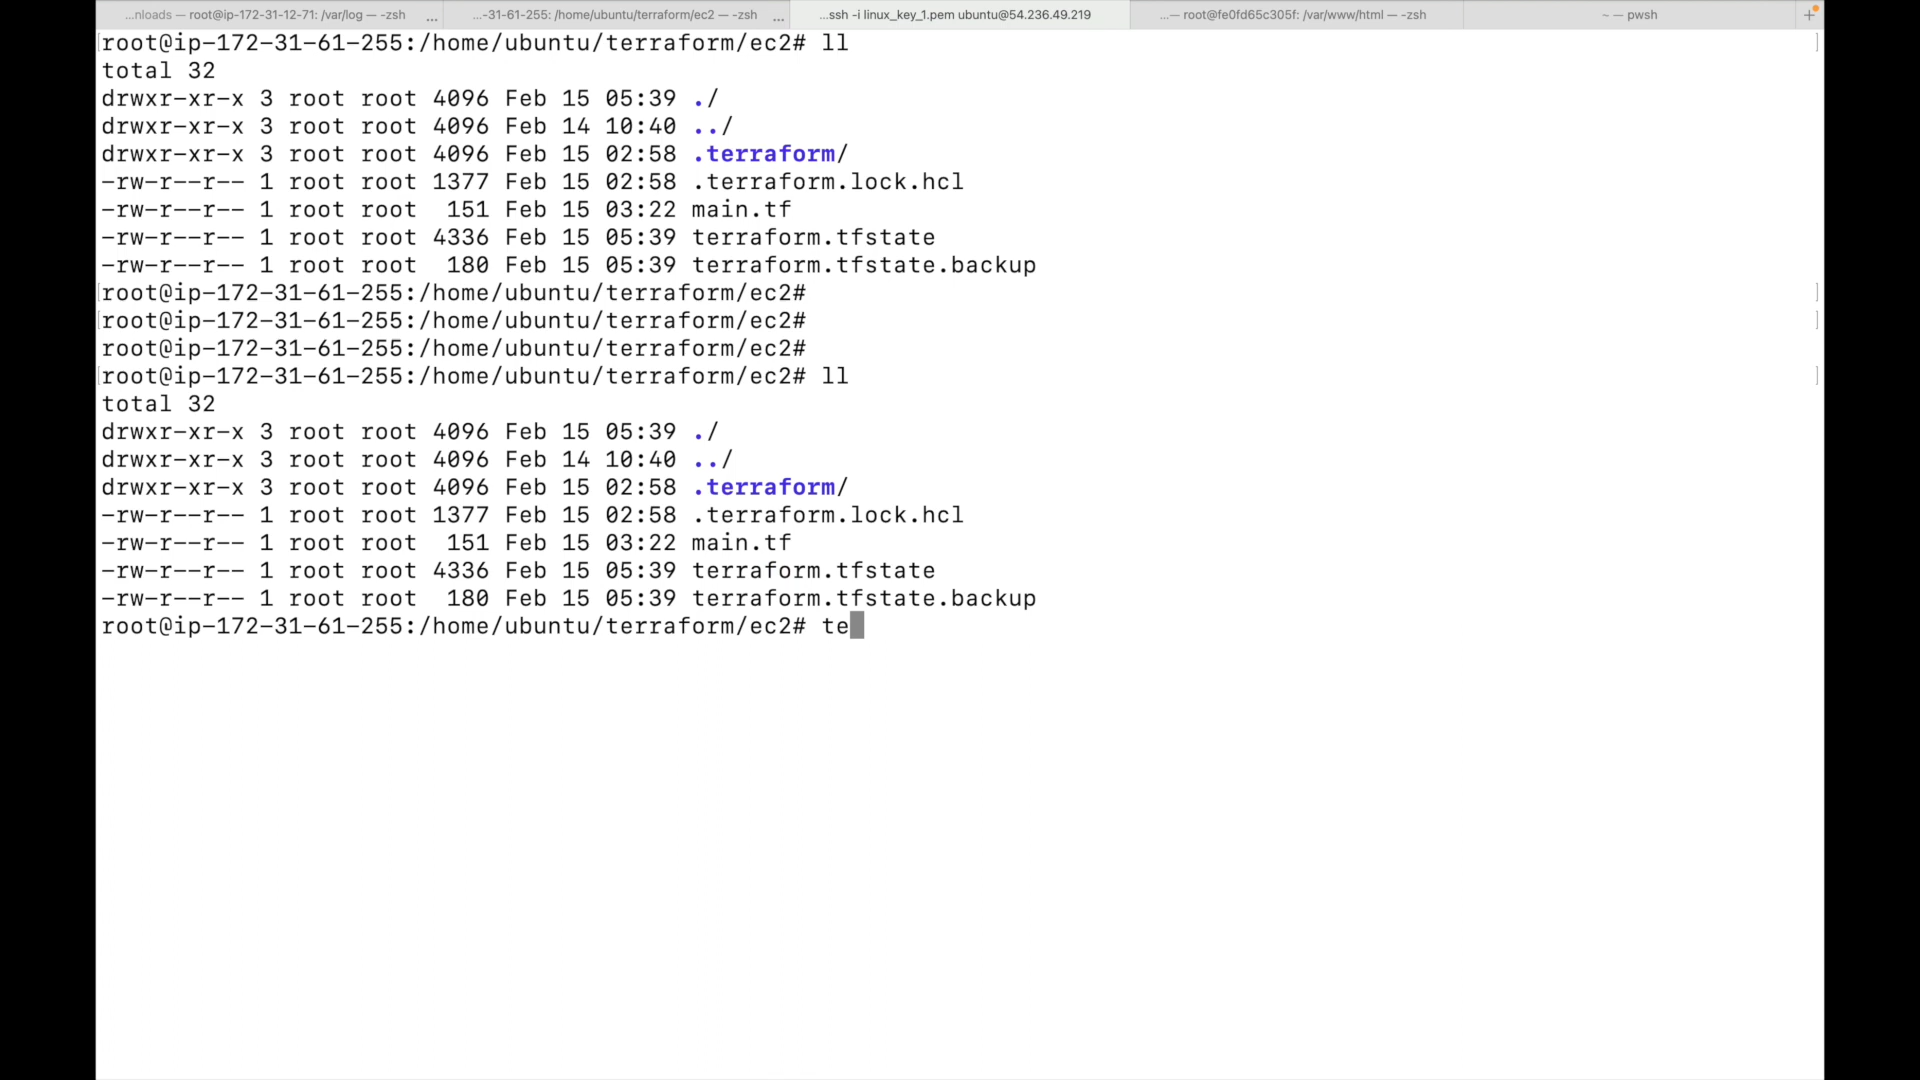 ...nloads — root@ip-172-31-12-71: /var/log — -zsh ... ...-31-61-255: /home/ubuntu/terraform/ec2 — -zsh ... ...ssh -i linux_key_1.pem ubuntu@54.236.49.219 ...— root@fe0fd65c305f: /var/www/html — -zsh ~ — pwsh +
[root@ip-172-31-61-255:/home/ubuntu/terraform/ec2# ll ]
total 32
drwxr-xr-x 3 root root 4096 Feb 15 05:39 ./
drwxr-xr-x 3 root root 4096 Feb 14 10:40 ../
drwxr-xr-x 3 root root 4096 Feb 15 02:58 .terraform/
-rw-r--r-- 1 root root 1377 Feb 15 02:58 .terraform.lock.hcl
-rw-r--r-- 1 root root  151 Feb 15 03:22 main.tf
-rw-r--r-- 1 root root 4336 Feb 15 05:39 terraform.tfstate
-rw-r--r-- 1 root root  180 Feb 15 05:39 terraform.tfstate.backup
[root@ip-172-31-61-255:/home/ubuntu/terraform/ec2# ]
[root@ip-172-31-61-255:/home/ubuntu/terraform/ec2# ]
root@ip-172-31-61-255:/home/ubuntu/terraform/ec2#
[root@ip-172-31-61-255:/home/ubuntu/terraform/ec2# ll ]
total 32
drwxr-xr-x 3 root root 4096 Feb 15 05:39 ./
drwxr-xr-x 3 root root 4096 Feb 14 10:40 ../
drwxr-xr-x 3 root root 4096 Feb 15 02:58 .terraform/
-rw-r--r-- 1 root root 1377 Feb 15 02:58 .terraform.lock.hcl
-rw-r--r-- 1 root root  151 Feb 15 03:22 main.tf
-rw-r--r-- 1 root root 4336 Feb 15 05:39 terraform.tfstate
-rw-r--r-- 1 root root  180 Feb 15 05:39 terraform.tfstate.backup
root@ip-172-31-61-255:/home/ubuntu/terraform/ec2# te